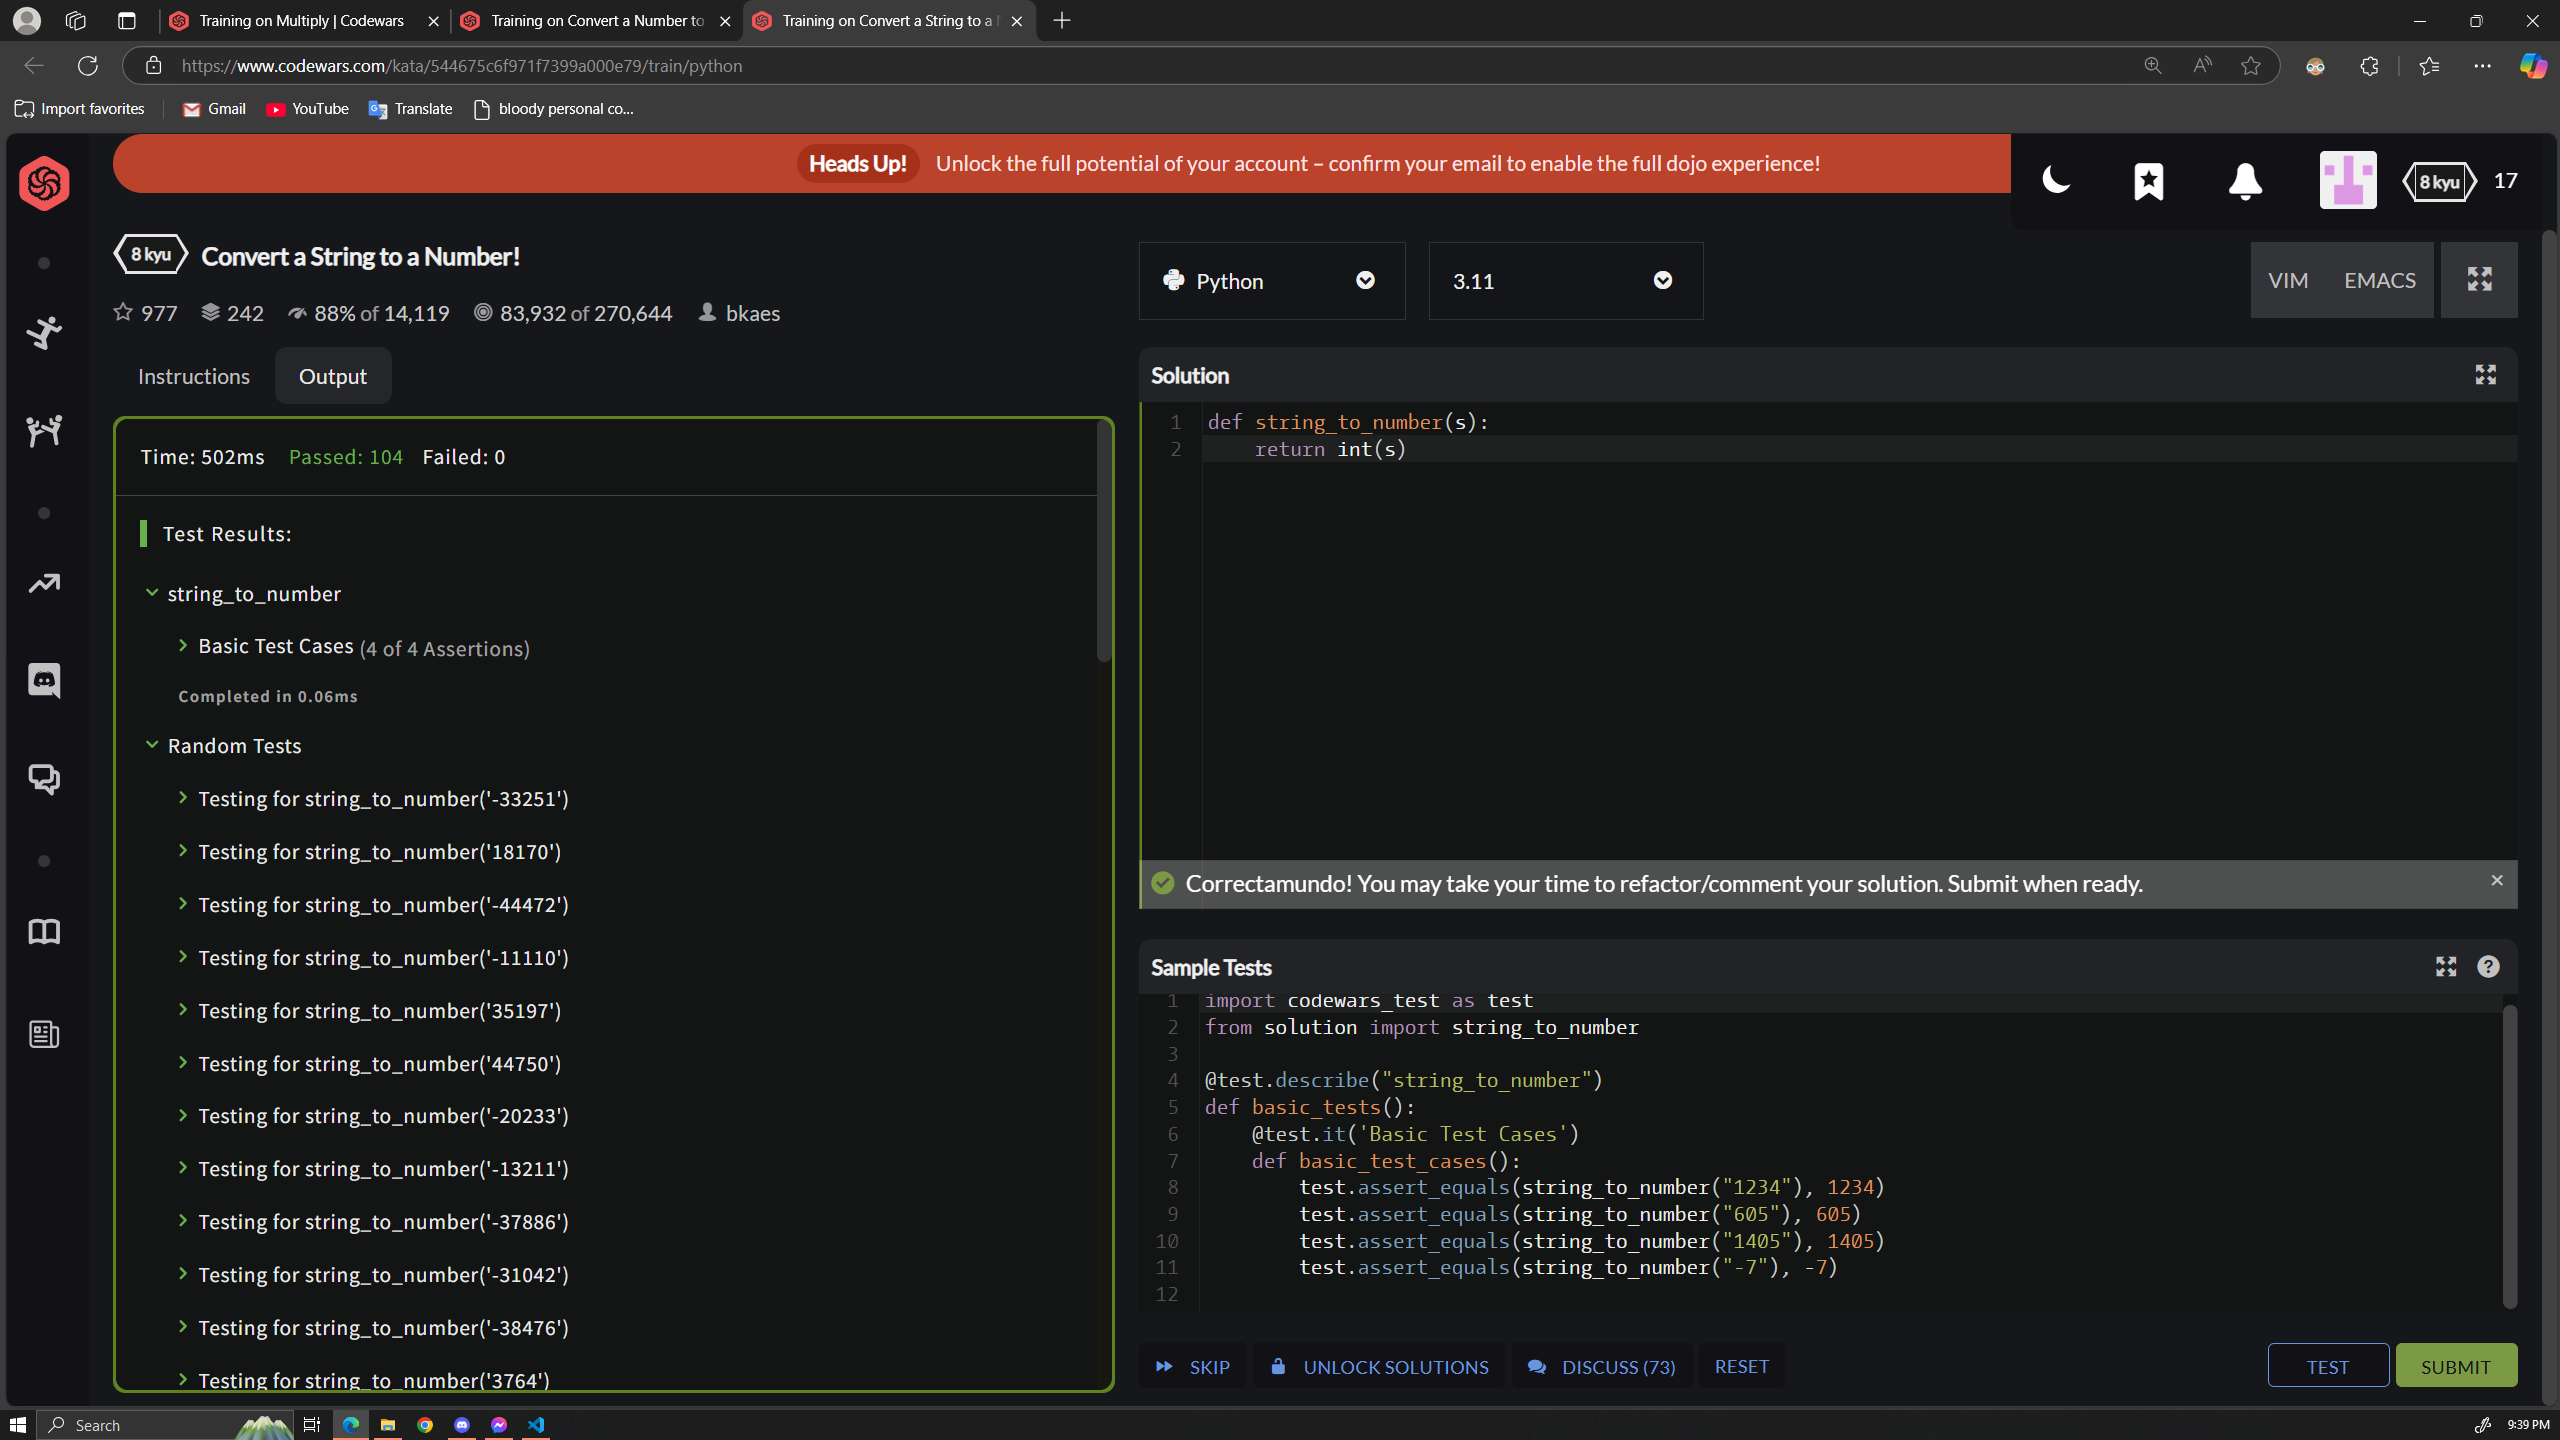 Training on Multiply | Codewars
Training on Convert a Number to
Training on Convert a String to a
https://www.codewars.com/kata/544675c6f971f7399a000e79/train/python
Import favorites
Gmail
YouTube
Translate
bloody personal co...
Heads Up! Unlock the full potential of your account – confirm your email to enable the full dojo experience!
8 kyu
17
8 kyu
Convert a String to a Number!
977
242
88% of 14,119
83,932 of 270,644
bkaes
Python
3.11
VIM
EMACS
Instructions
Output
Time: 502ms Passed: 104 Failed: 0
Test Results:
string_to_number
Basic Test Cases (4 of 4 Assertions)
Completed in 0.06ms
Random Tests
Testing for string_to_number('-33251')
Testing for string_to_number('18170')
Testing for string_to_number('-44472')
Testing for string_to_number('-11110')
Testing for string_to_number('35197')
Testing for string_to_number('44750')
Testing for string_to_number('-20233')
Testing for string_to_number('-13211')
Testing for string_to_number('-37886')
Testing for string_to_number('-31042')
Testing for string_to_number('-38476')
Testing for string_to_number('3764')
Solution
1 def string_to_number(s):
2     return int(s)
Correctamundo! You may take your time to refactor/comment your solution. Submit when ready.
Sample Tests
1 import codewars_test as test
2 from solution import string_to_number
3
4 @test.describe("string_to_number")
5 def basic_tests():
6     @test.it('Basic Test Cases')
7     def basic_test_cases():
8         test.assert_equals(string_to_number("1234"), 1234)
9         test.assert_equals(string_to_number("605"), 605)
10         test.assert_equals(string_to_number("1405"), 1405)
11         test.assert_equals(string_to_number("-7"), -7)
12
SKIP
UNLOCK SOLUTIONS
DISCUSS (73)
RESET
TEST
SUBMIT
Search
9:39 PM